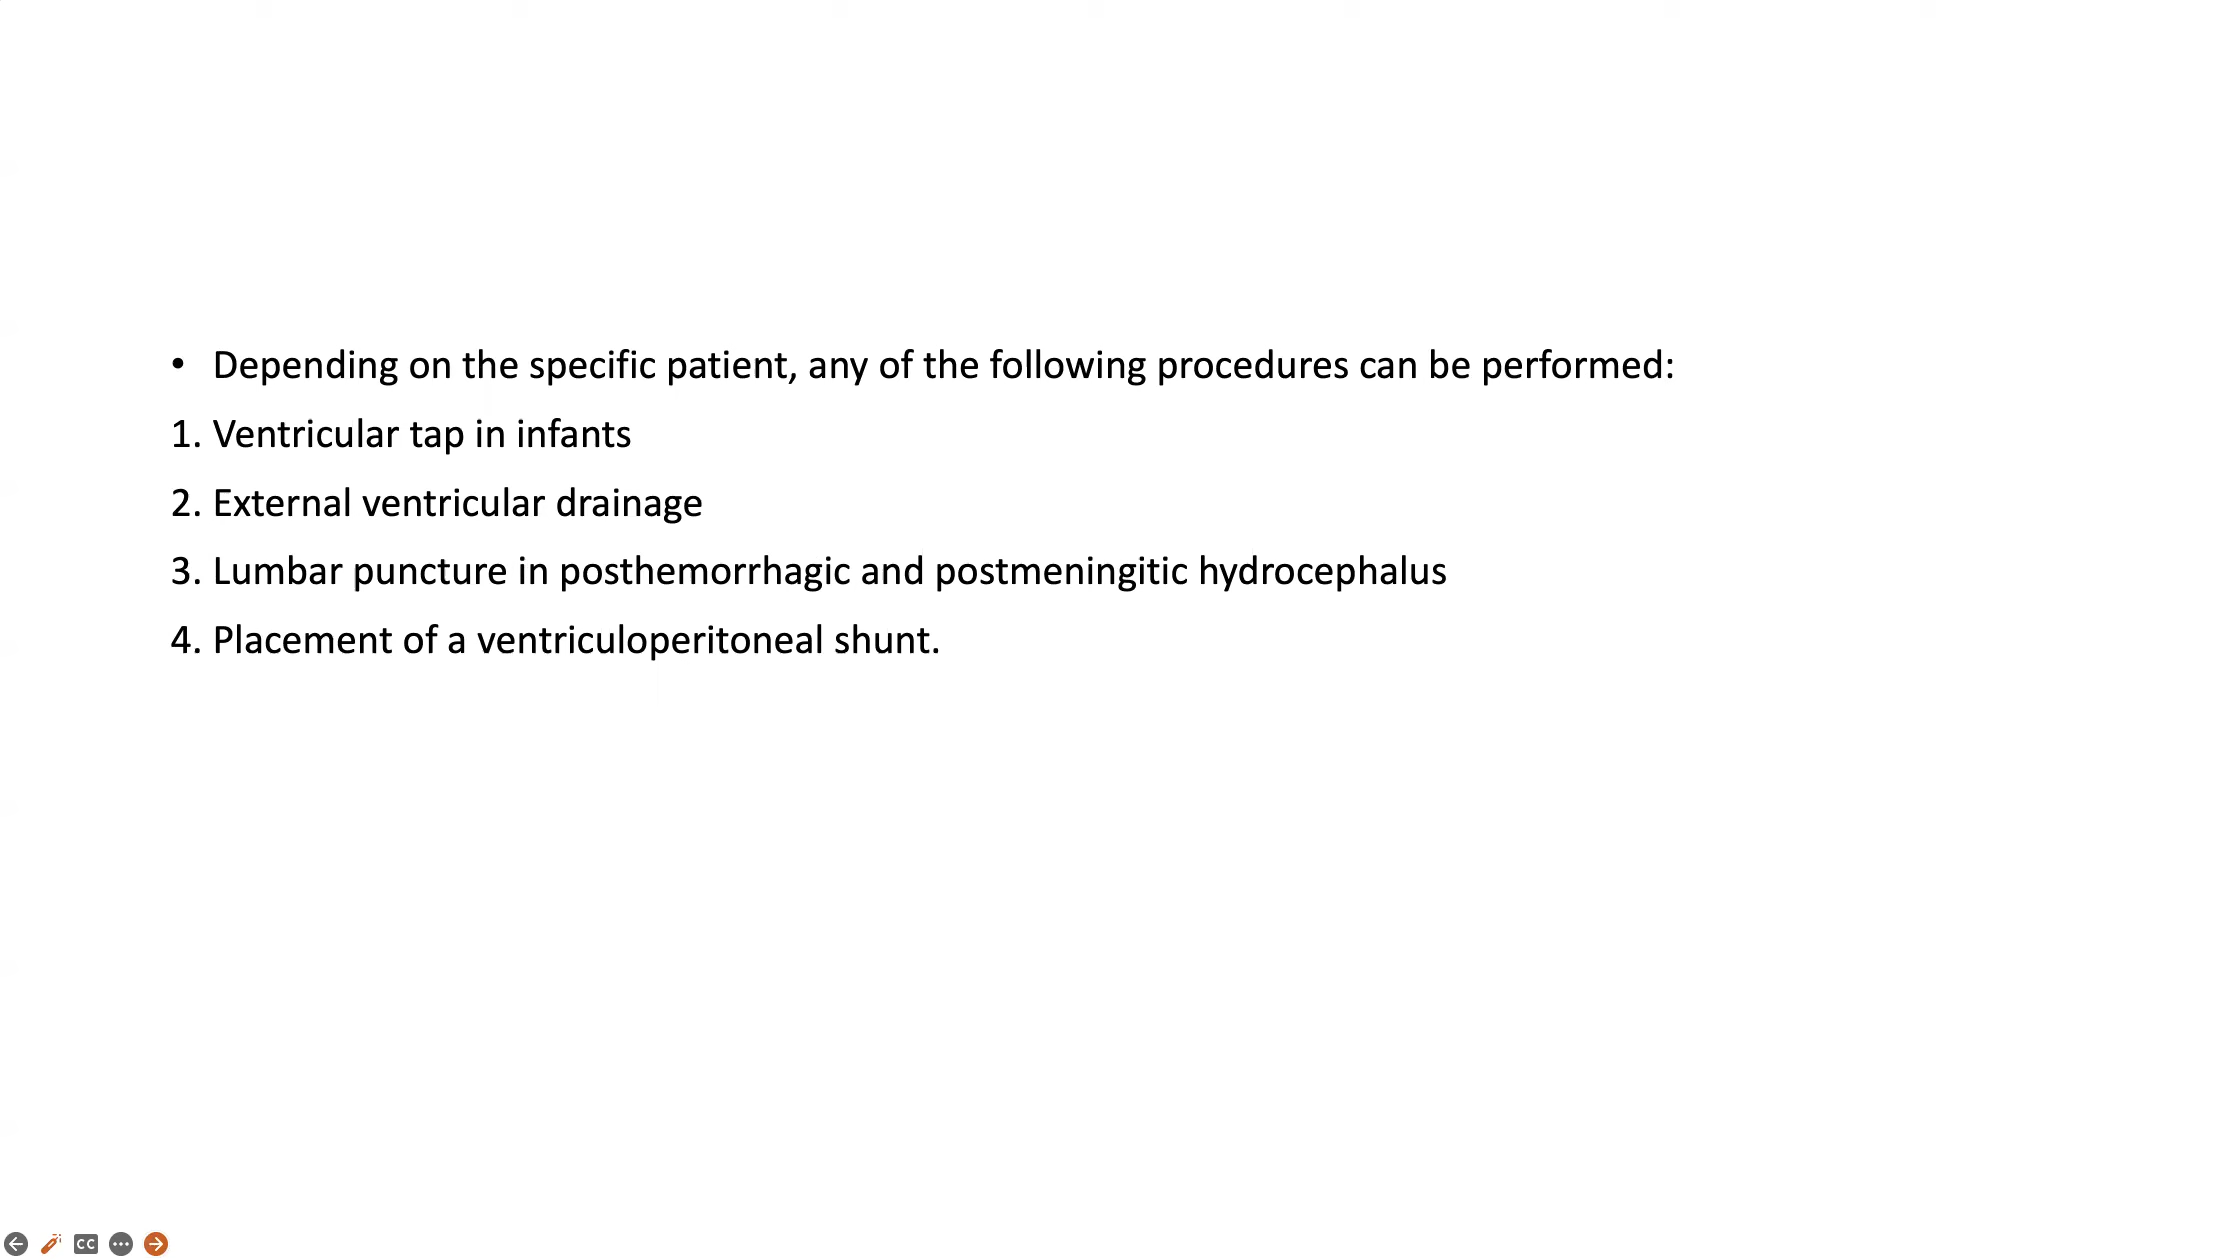 • Depending on the specific patient, any of the following procedures can be performed:
1. Ventricular tap in infants
2. External ventricular drainage
3. Lumbar puncture in posthemorrhagic and postmeningitic hydrocephalus
4. Placement of a ventriculoperitoneal shunt.
CC